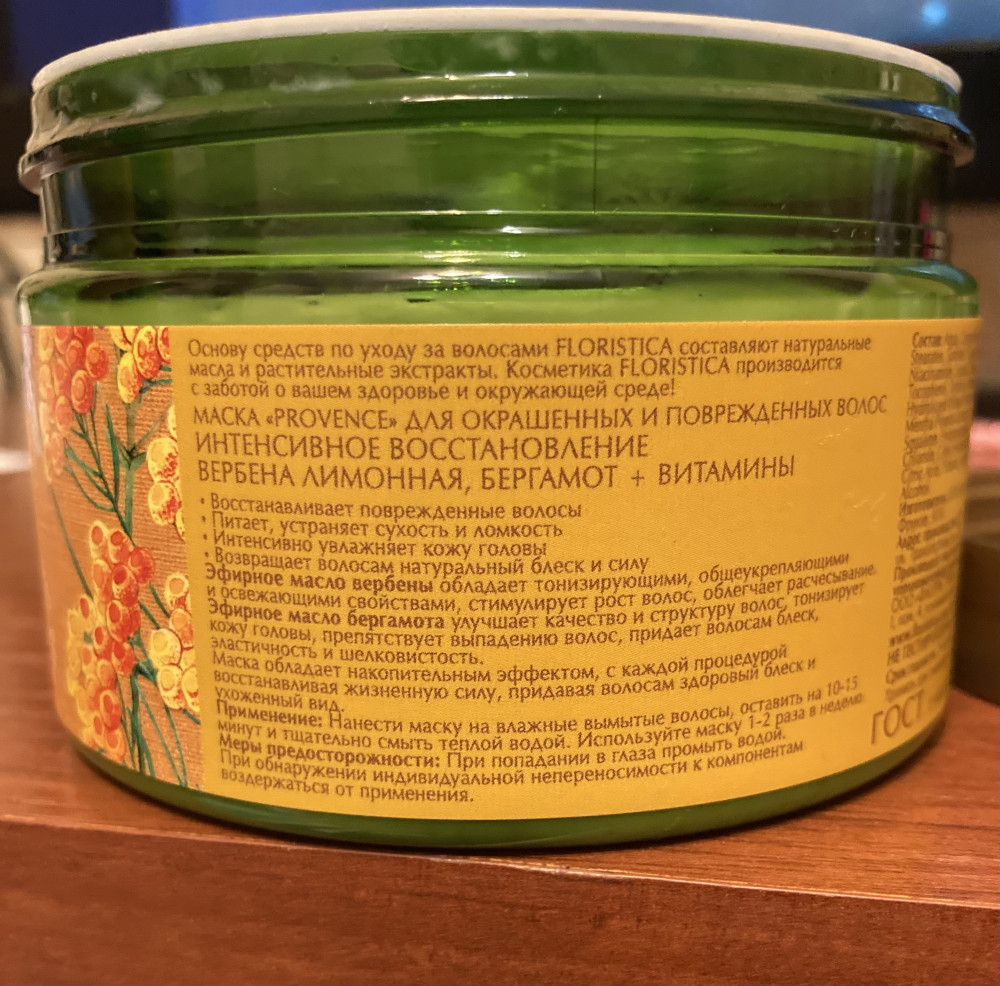 Основу средств по уходу за волосами FLORISTICA составляют натуральные
масла и растительные экстракты. Косметика FLORISTICA производится
с заботой о вашем здоровье и окружающей среде!
МАСКА «PROVENCE» ДЛЯ ОКРАШЕННЫХ И ПОВРЕЖДЕННЫХ ВОЛОС
ИНТЕНСИВНОЕ ВОССТАНОВЛЕНИЕ
ВЕРБЕНА ЛИМОННАЯ, БЕРГАМОТ + ВИТАМИНЫ
• Восстанавливает поврежденные волосы
• Питает, устраняет сухость и ломкость
• Интенсивно увлажняет кожу головы
• Возвращает волосам натуральный блеск и силу
Эфирное масло вербены обладает тонизирующими, общеукрепляющими
и освежающими свойствами, стимулирует рост волос, облегчает расчесывание.
Эфирное масло бергамота улучшает качество и структуру волос, тонизирует
кожу головы, препятствует выпадению волос, придает волосам блеск,
эластичность и шелковистость.
Маска обладает накопительным эффектом, с каждой процедурой
восстанавливая жизненную силу, придавая волосам здоровый блеск и
ухоженный вид.
Применение: Нанести маску на влажные вымытые волосы, оставить на 10-15
минут и тщательно смыть теплой водой. Используйте маску 1-2 раза в неделю.
Меры предосторожности: При попадании в глаза промыть водой.
При обнаружении индивидуальной непереносимости к компонентам
воздержаться от применения.
Состав
ГОСТ